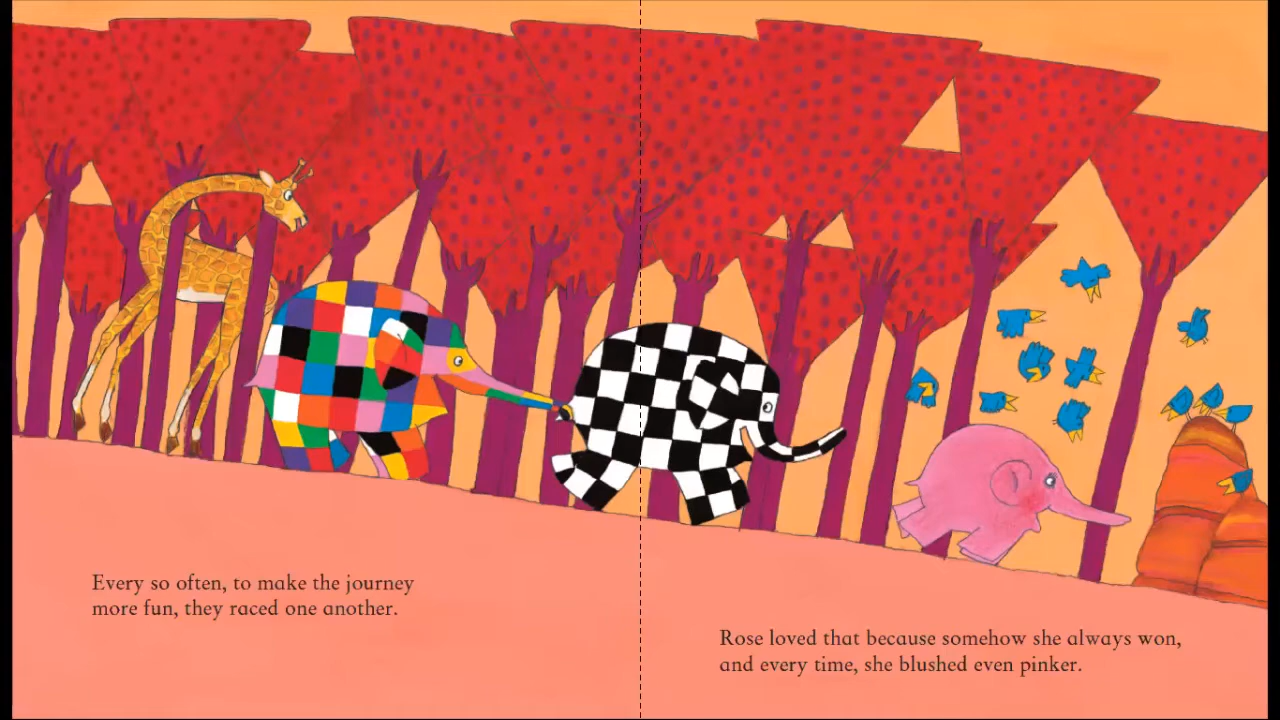 Every so often, to make the journey
more fun, they raced one another.
Rose loved that because somehow she always won,
and every time, she blushed even pinker.